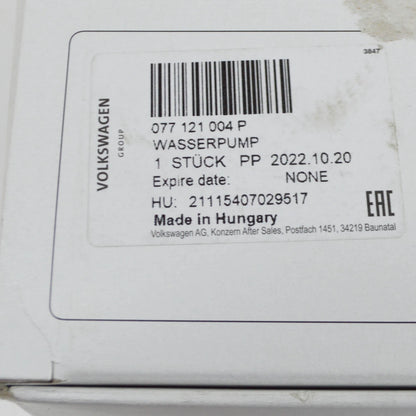 3847
VOLKSWAGEN
GROUP
077 121 004 P
WASSERPUMP
1 STÜCK PP 2022.10.20
Expire date: NONE
HU: 21115407029517
Made in Hungary
EAC
Volkswagen AG, Konzern After Sales, Postfach 1451, 34219 Baunatal